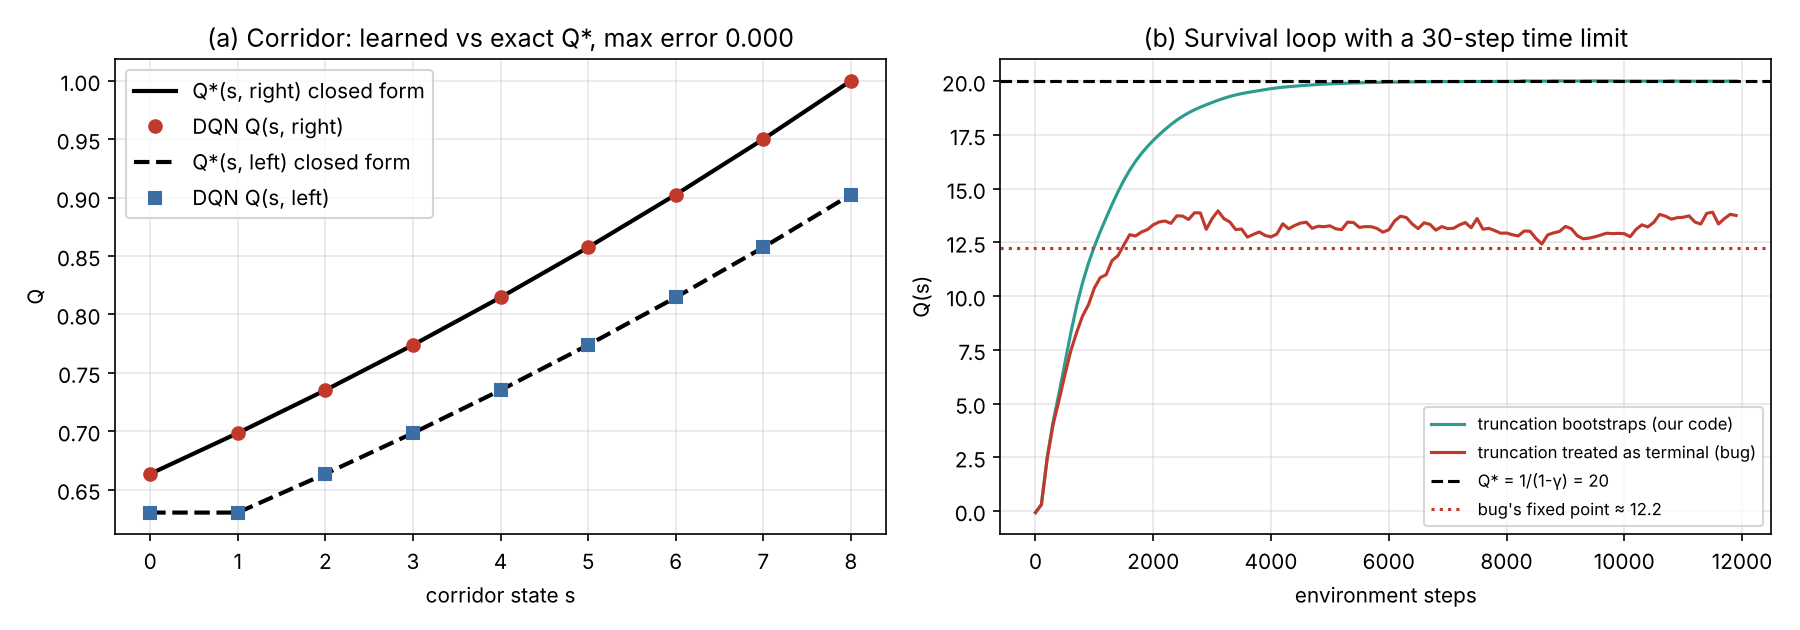 (a) Corridor: learned vs exact Q*, max error 0.000
Q*(s, right) closed form
DQN Q(s, right)
Q*(s, left) closed form
DQN Q(s, left)
1.00
0.95
0.90
0.85
0.80
0.75
0.70
0.65
Q
0 1 2 3 4 5 6 7 8
corridor state s
(b) Survival loop with a 30-step time limit
20.0
17.5
15.0
12.5
10.0
7.5
5.0
2.5
0.0
Q(s)
truncation bootstraps (our code)
truncation treated as terminal (bug)
Q* = 1/(1-γ) = 20
bug's fixed point ≈ 12.2
0 2000 4000 6000 8000 10000 12000
environment steps